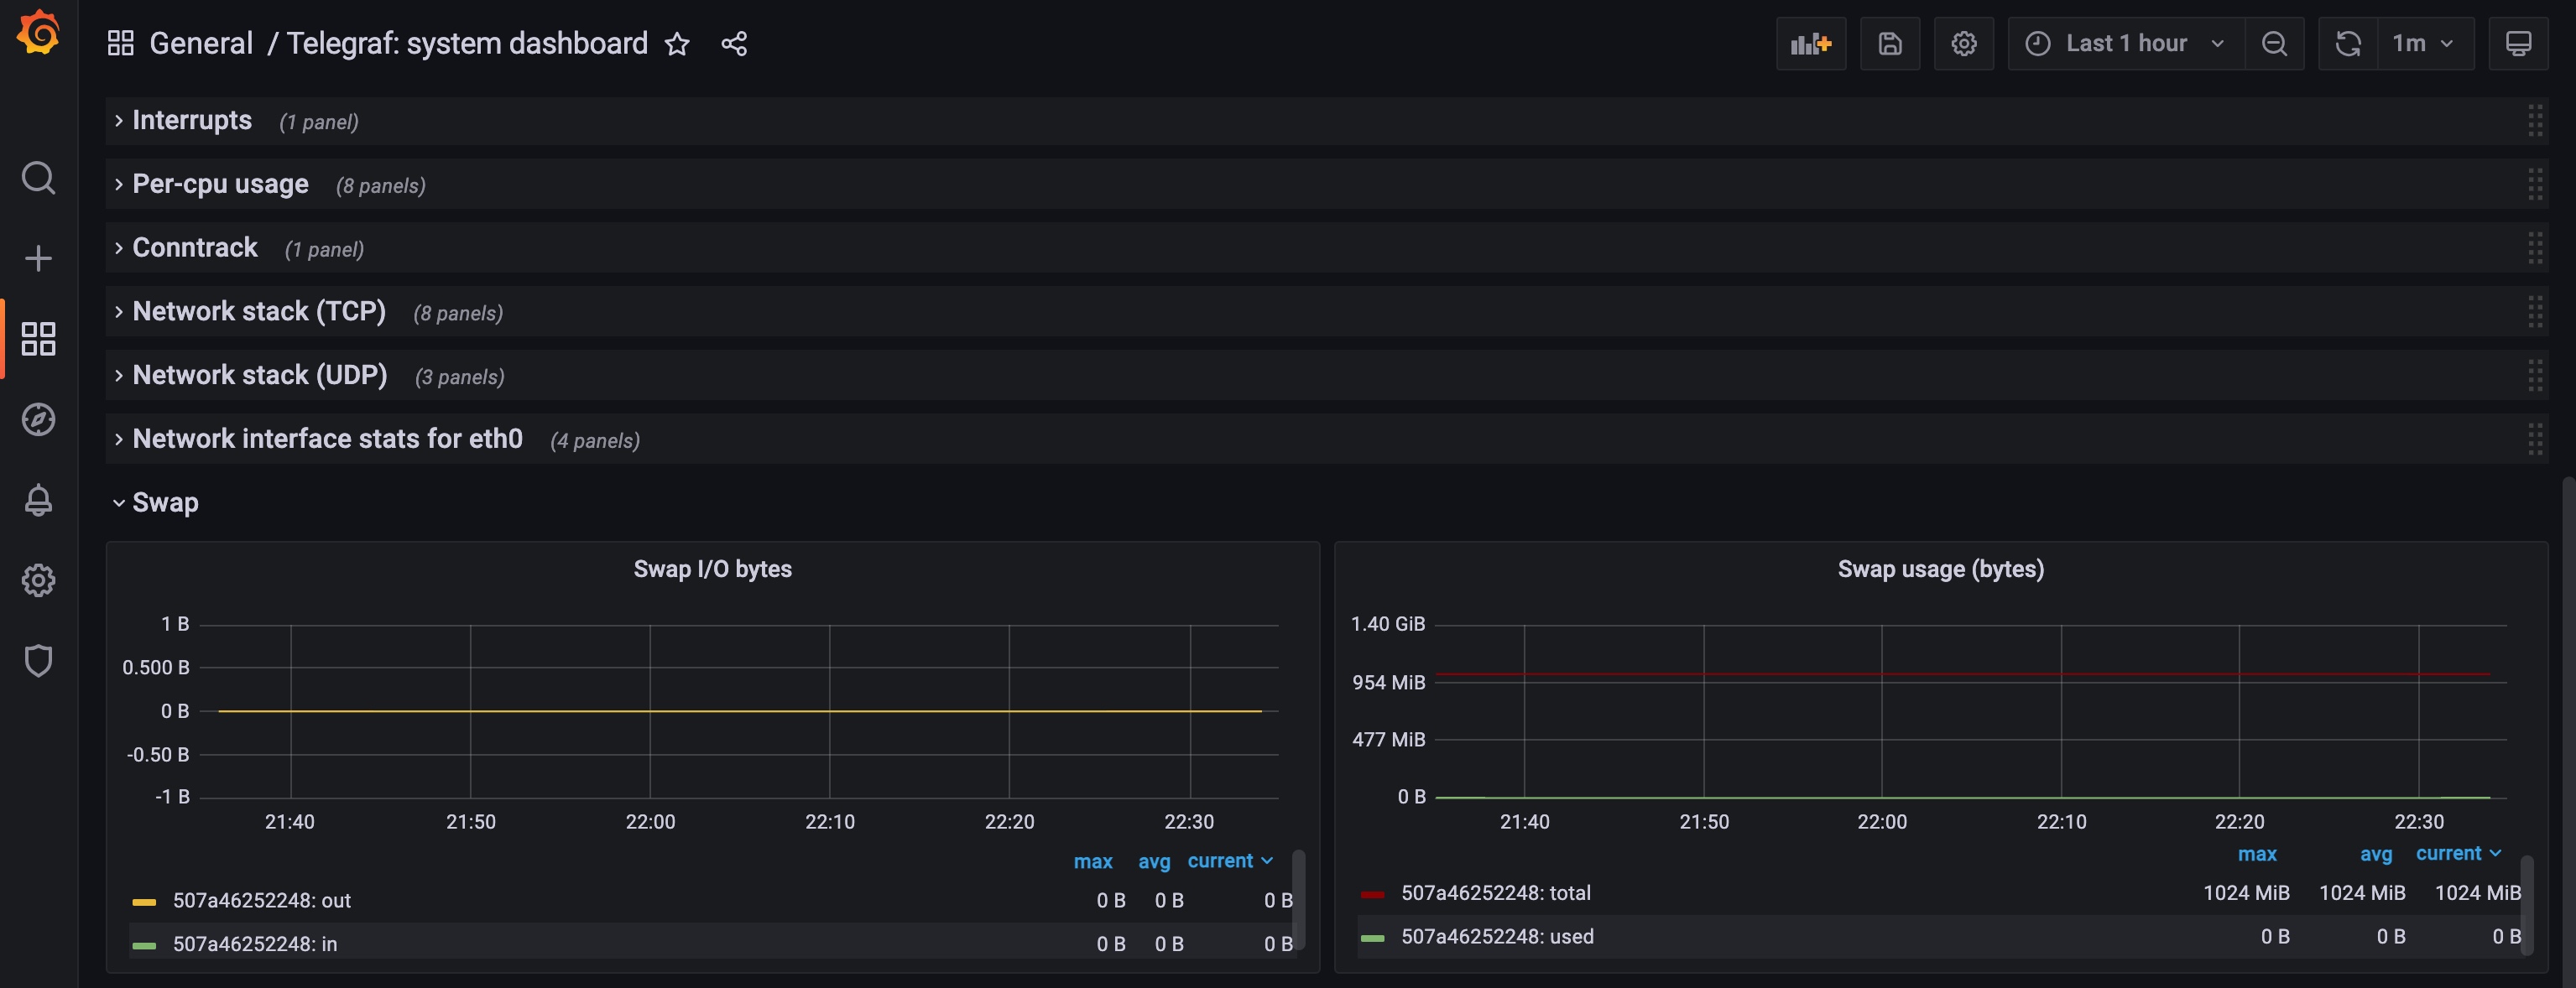 General / Telegraf: system dashboard
Last 1 hour
1m
Interrupts (1 panel)
Per-cpu usage (8 panels)
Conntrack (1 panel)
Network stack (TCP) (8 panels)
Network stack (UDP) (3 panels)
Network interface stats for eth0 (4 panels)
Swap
Swap I/O bytes
1 B
0.500 B
0 B
-0.50 B
-1 B
21:40 21:50 22:00 22:10 22:20 22:30
max avg current
507a46252248: out 0 B 0 B 0 B
507a46252248: in 0 B 0 B 0 B
Swap usage (bytes)
1.40 GiB
954 MiB
477 MiB
0 B
21:40 21:50 22:00 22:10 22:20 22:30
max avg current
507a46252248: total 1024 MiB 1024 MiB 1024 MiB
507a46252248: used 0 B 0 B 0 B